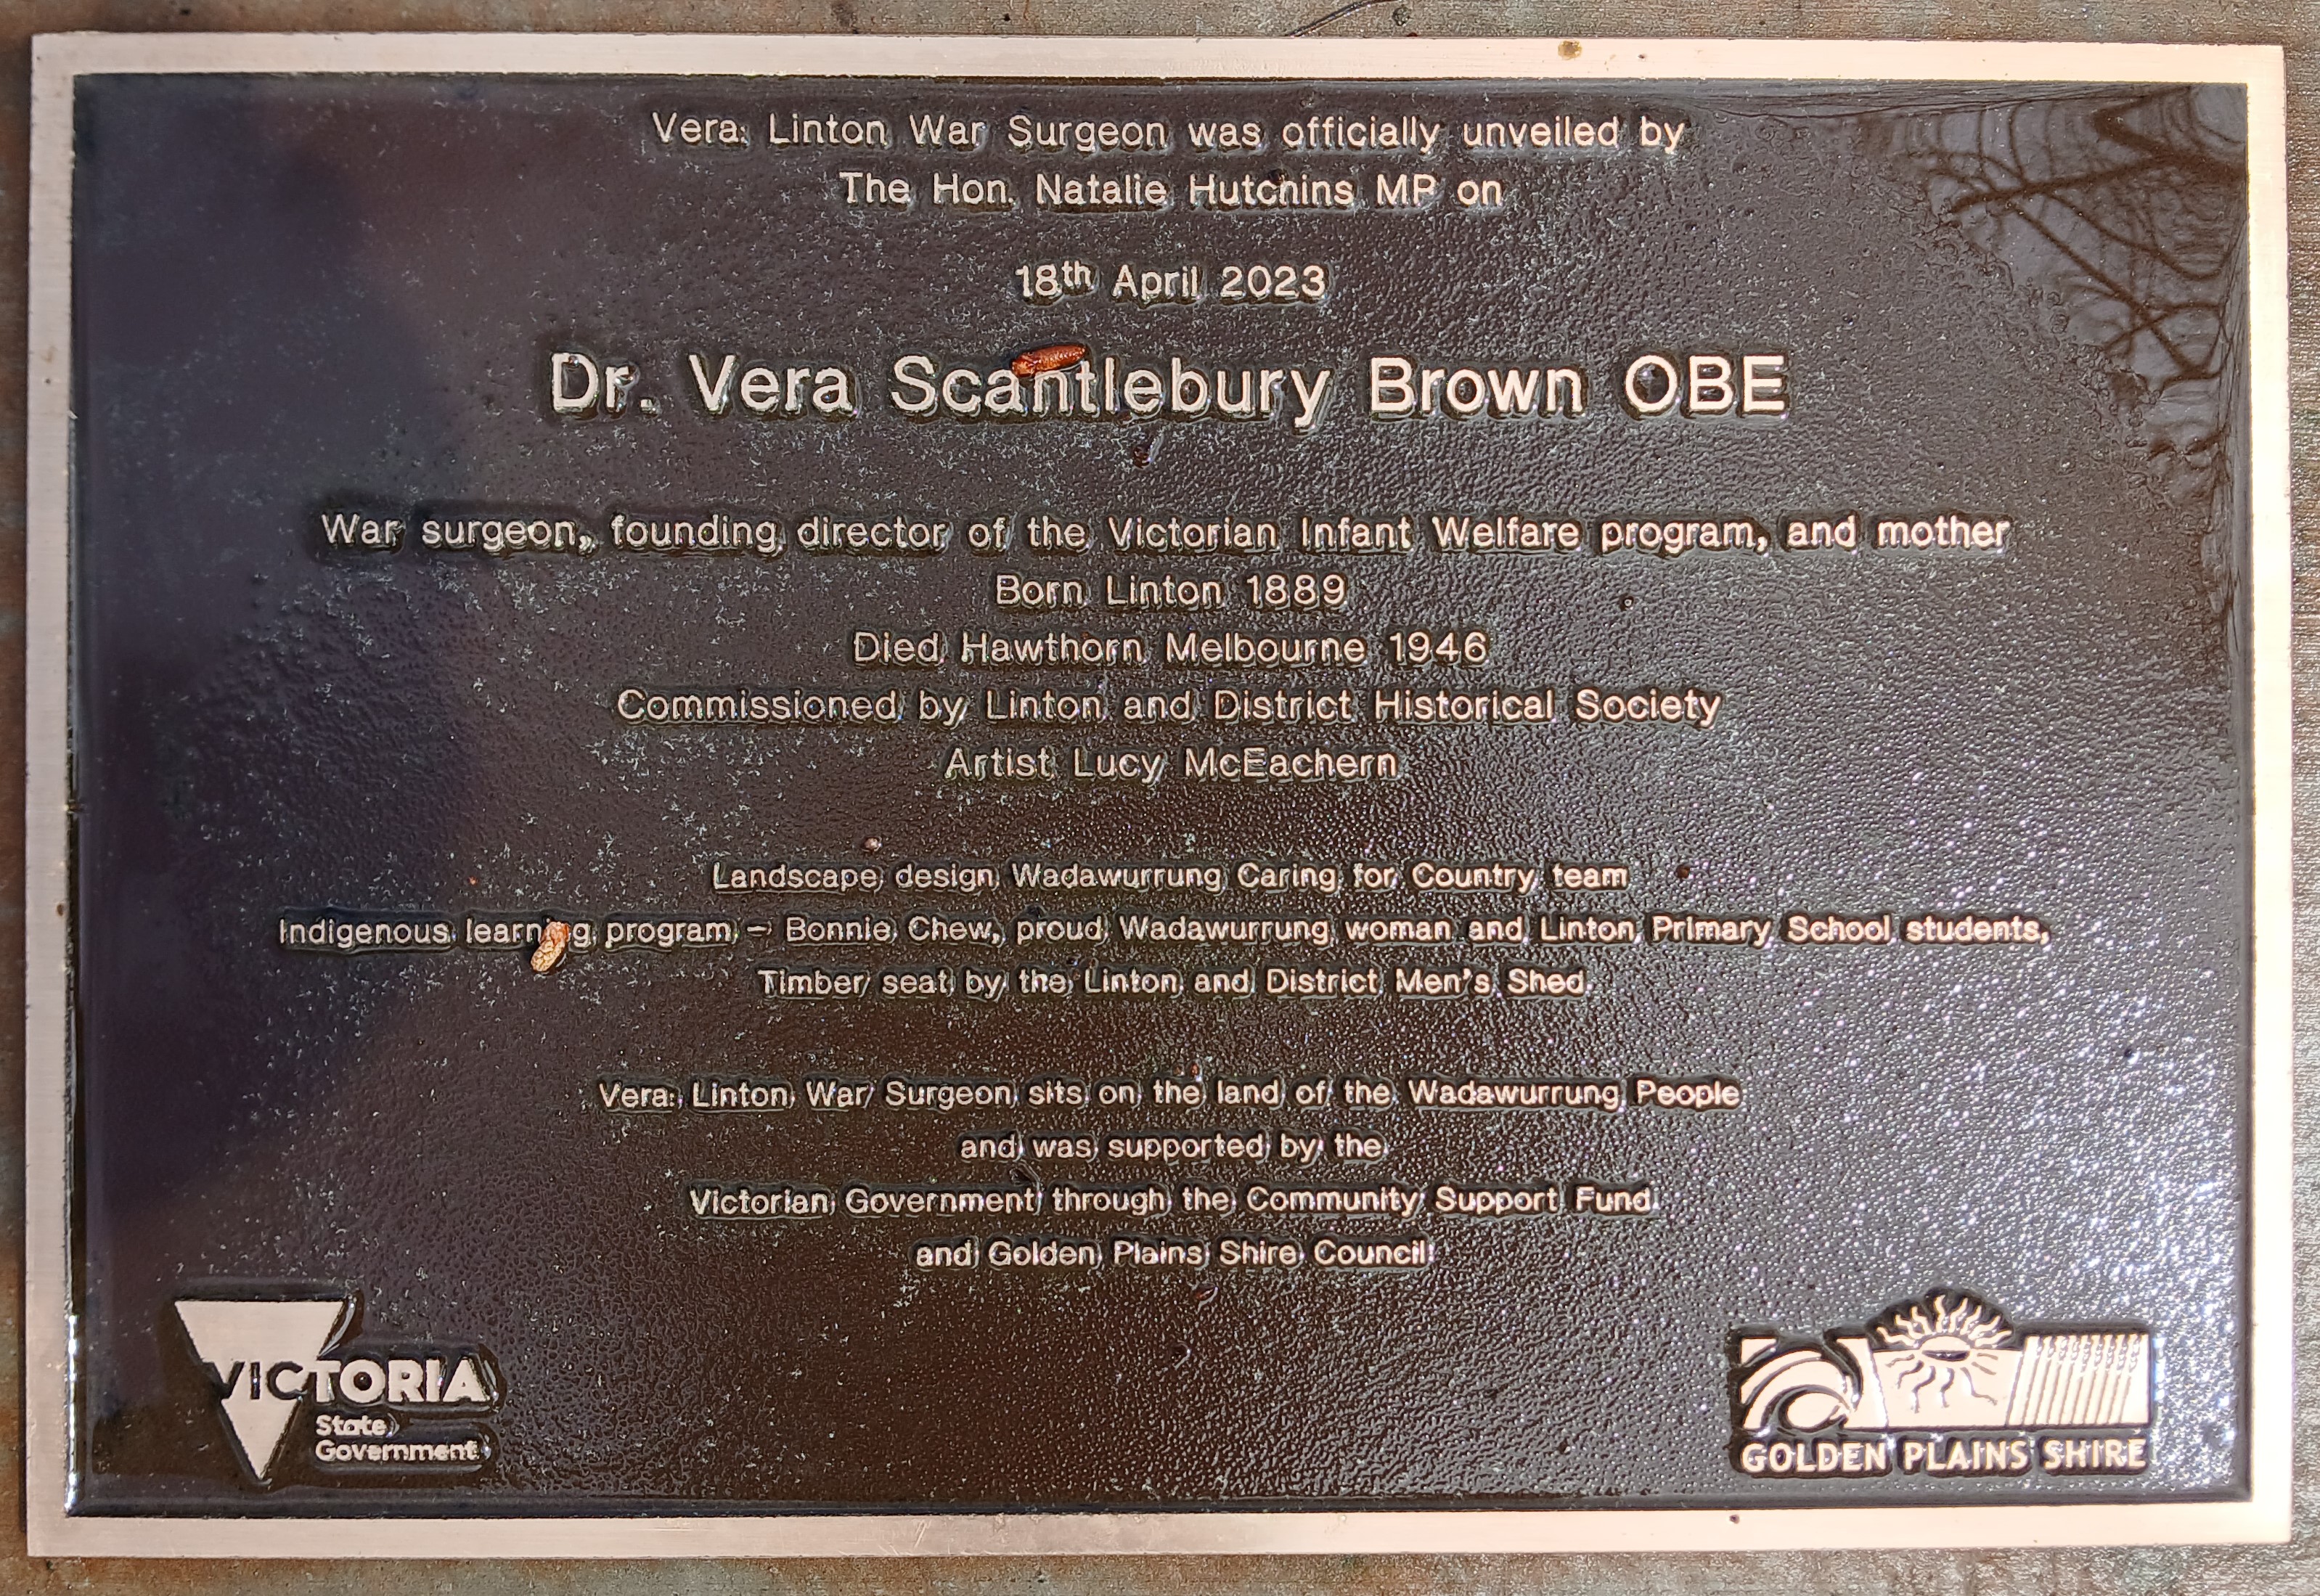 Vera: Linton War Surgeon was officially unveiled by
The Hon. Natalie Hutchins MP on
18th April 2023
Dr. Vera Scantlebury Brown OBE
War surgeon, founding director of the Victorian Infant Welfare program, and mother
Born Linton 1889
Died Hawthorn Melbourne 1946
Commissioned by Linton and District Historical Society
Artist Lucy McEachern
Landscape design Wadawurrung Caring for Country team
Indigenous learning program - Bonnie Chew, proud Wadawurrung woman and Linton Primary School students,
Timber seat by the Linton and District Men's Shed.
Vera: Linton War Surgeon sits on the land of the Wadawurrung People
and was supported by the
Victorian Government through the Community Support Fund
and Golden Plains Shire Council
VICTORIA
State
Government
GOLDEN PLAINS SHIRE